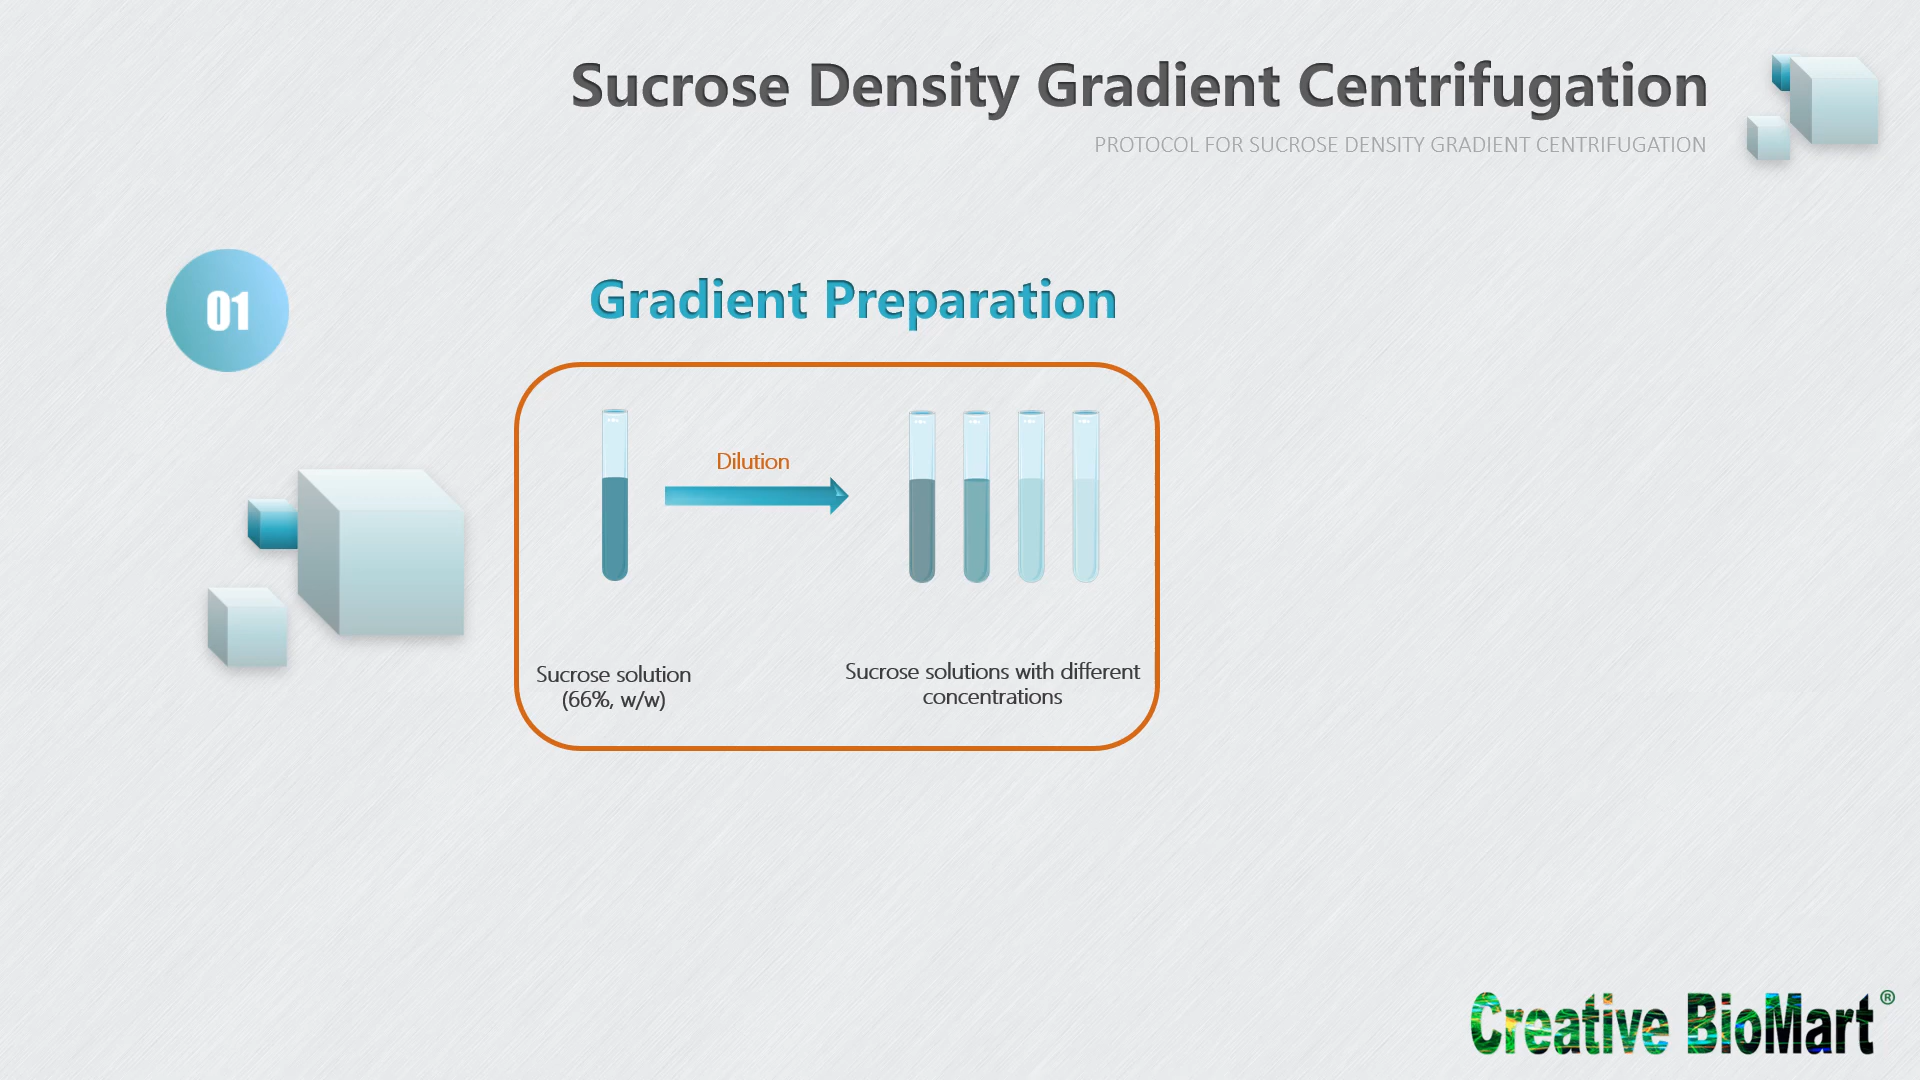 Sucrose Density Gradient Centrifugation
PROTOCOL FOR SUCROSE DENSITY GRADIENT CENTRIFUGATION
01
Gradient Preparation
Dilution
Sucrose solution
(66%, w/w)
Sucrose solutions with different
concentrations
Creative BioMart®